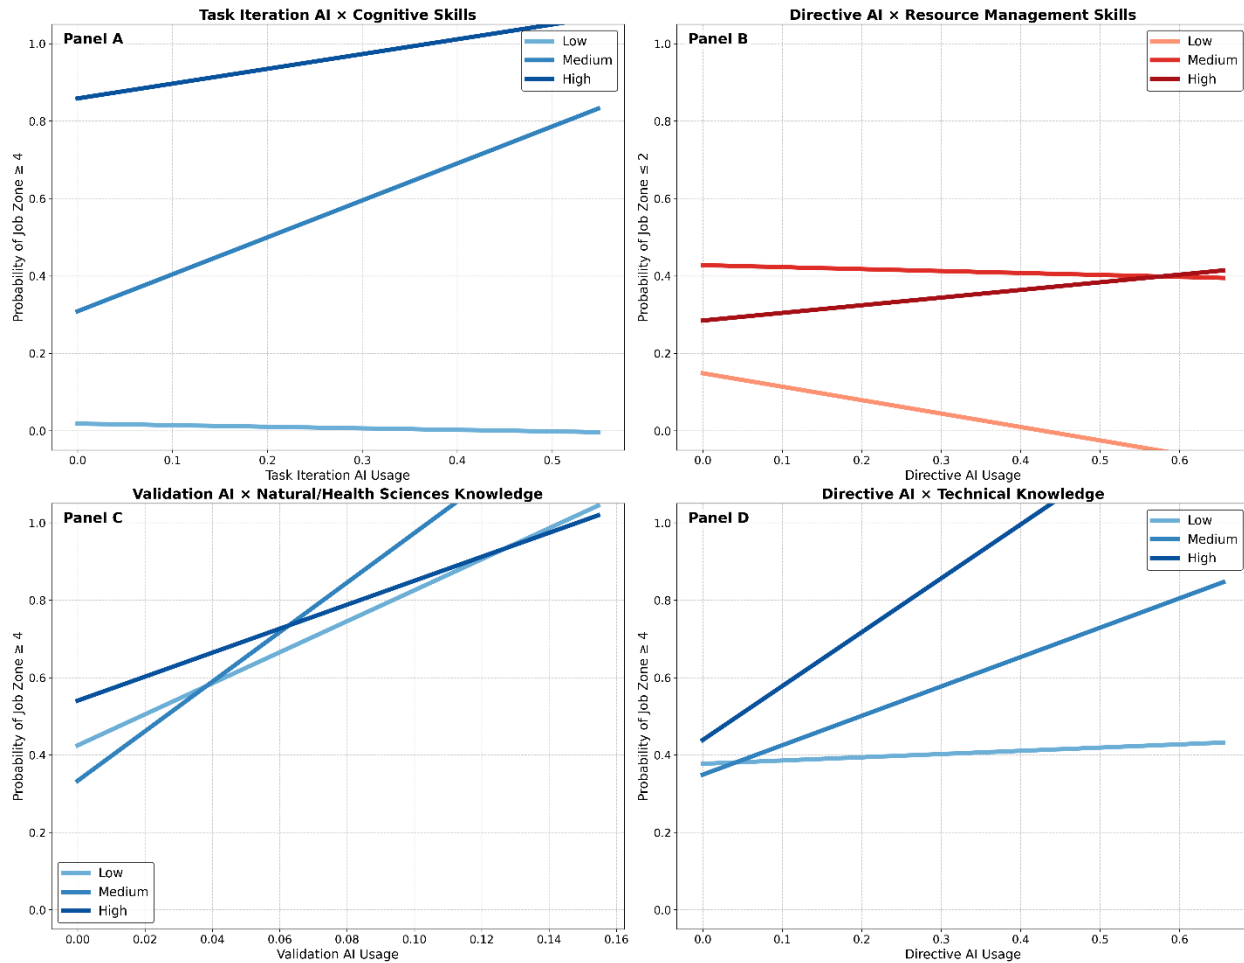 Task Iteration AI × Cognitive Skills
Panel A
Low
Medium
High
Probability of Job Zone ≥ 4
1.0
0.8
0.6
0.4
0.2
0.0
0.0 0.1 0.2 0.3 0.4 0.5
Task Iteration AI Usage
Directive AI × Resource Management Skills
Panel B
Low
Medium
High
Probability of Job Zone ≤ 2
1.0
0.8
0.6
0.4
0.2
0.0
0.0 0.1 0.2 0.3 0.4 0.5 0.6
Directive AI Usage
Validation AI × Natural/Health Sciences Knowledge
Panel C
Probability of Job Zone ≥ 4
1.0
0.8
0.6
0.4
0.2
0.0
Low
Medium
High
0.00 0.02 0.04 0.06 0.08 0.10 0.12 0.14 0.16
Validation AI Usage
Directive AI × Technical Knowledge
Panel D
Low
Medium
High
Probability of Job Zone ≥ 4
1.0
0.8
0.6
0.4
0.2
0.0
0.0 0.1 0.2 0.3 0.4 0.5 0.6
Directive AI Usage